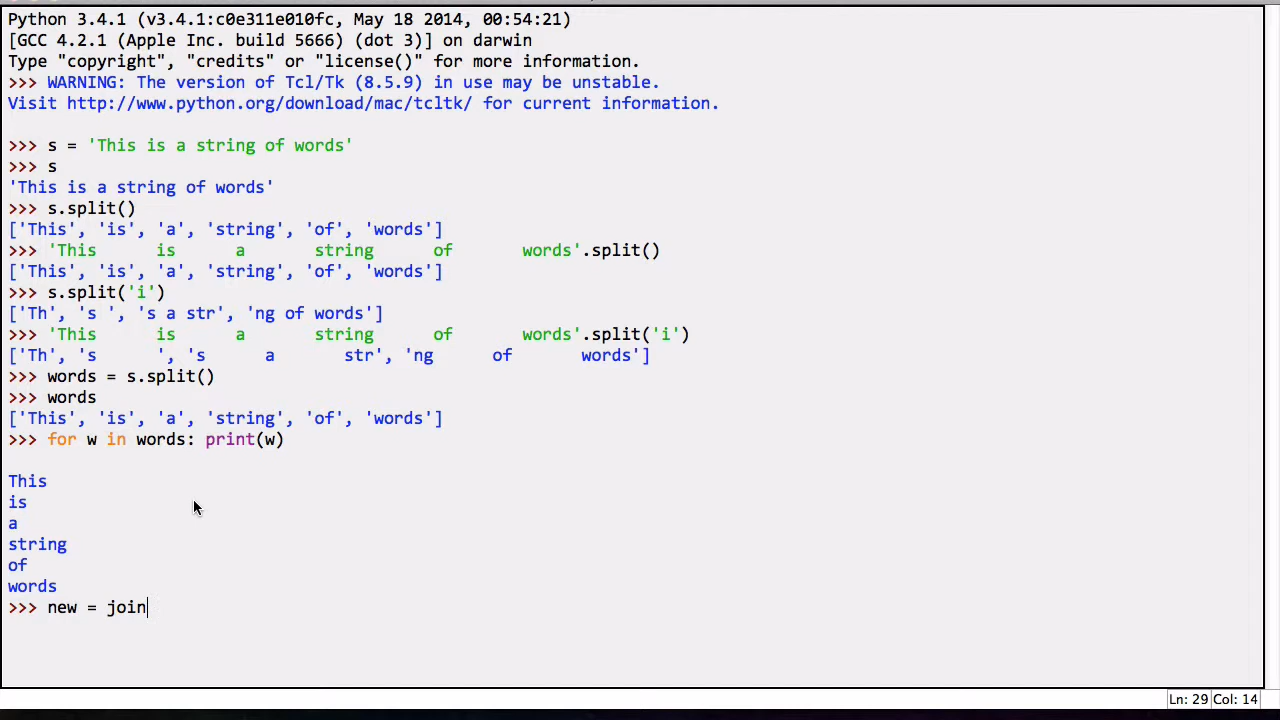 Python 3.4.1 (v3.4.1:c0e311e010fc, May 18 2014, 00:54:21)
[GCC 4.2.1 (Apple Inc. build 5666) (dot 3)] on darwin
Type "copyright", "credits" or "license()" for more information.
>>> WARNING: The version of Tcl/Tk (8.5.9) in use may be unstable.
Visit http://www.python.org/download/mac/tcltk/ for current information.
>>> s = 'This is a string of words'
>>> s
'This is a string of words'
>>> s.split()
['This', 'is', 'a', 'string', 'of', 'words']
>>> 'This      is      a       string      of       words'.split()
['This', 'is', 'a', 'string', 'of', 'words']
>>> s.split('i')
['Th', 's ', 's a str', 'ng of words']
>>> 'This      is      a       string      of       words'.split('i')
['Th', 's      ', 's      a       str', 'ng      of       words']
>>> words = s.split()
>>> words
['This', 'is', 'a', 'string', 'of', 'words']
>>> for w in words: print(w)
This
is
a
string
of
words
>>> new = join
Ln: 29 Col: 14